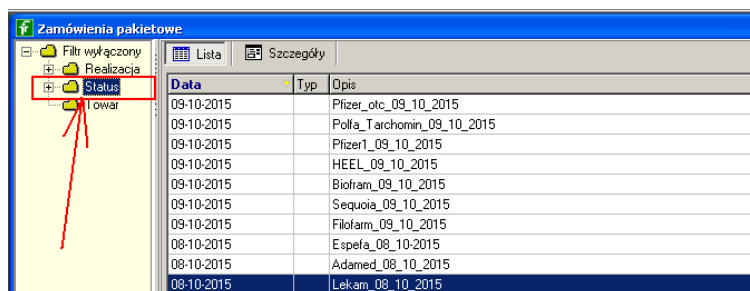 Zamówienia pakietowe
Filtr wyłączony
Realizacja
Status
Towar
Lista Szczegóły
Data Typ Opis
09-10-2015 Pfizer_otc_09_10_2015
09-10-2015 Polfa_Tarchomin_09_10_2015
09-10-2015 Pfizer1_09_10_2015
09-10-2015 HEEL_09_10_2015
09-10-2015 Biofram_09_10_2015
09-10-2015 Sequoia_09_10_2015
09-10-2015 Filofarm_09_10_2015
08-10-2015 Espefa_08_10-2015
08-10-2015 Adamed_08_10_2015
08-10-2015 Lekam_08_10_2015